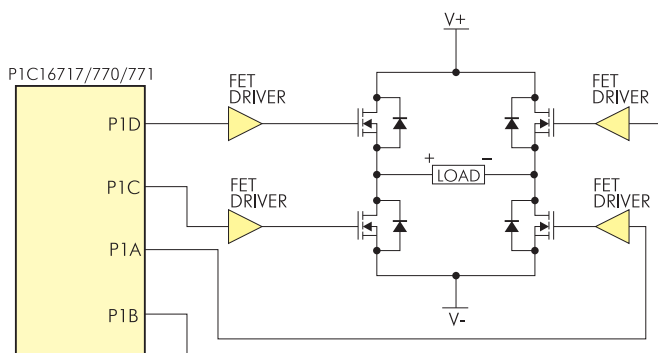 V+
P1C16717/770/771
FET
DRIVER
FET
DRIVER
P1D
+
−
LOAD
P1C
FET
DRIVER
FET
DRIVER
P1A
P1B
V-